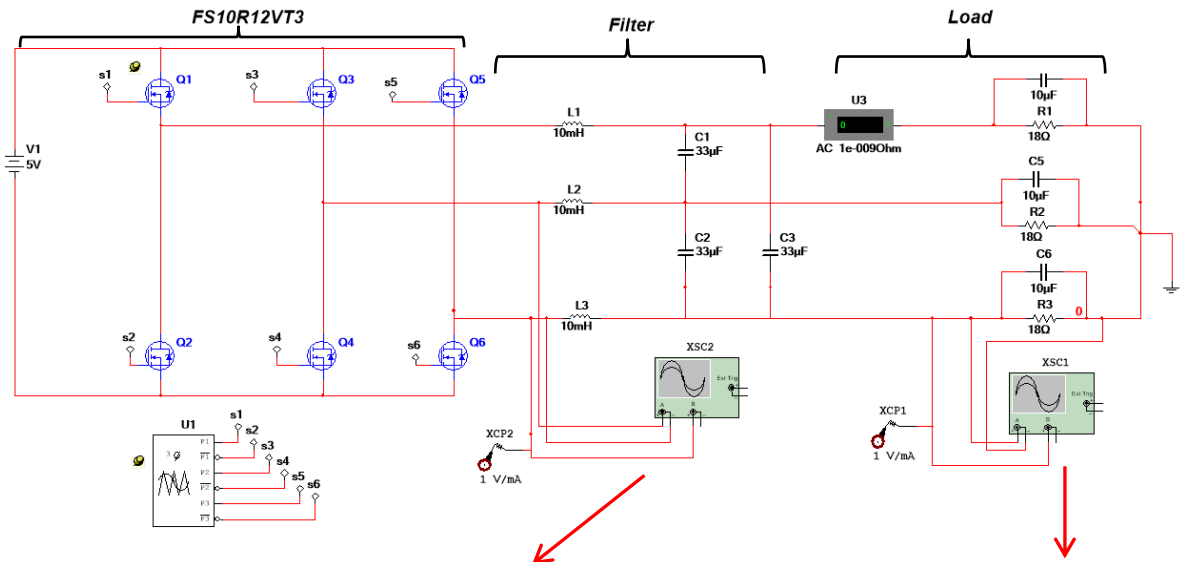 FS10R12VT3
Filter
Load
s1
Q1
s3
Q3
s5
Q5
V1
5V
L1
10mH
C1
33µF
U3
0
AC 1e-009Ohm
10µF
R1
18Ω
L2
10mH
C5
10µF
R2
18Ω
C2
33µF
C3
33µF
C6
10µF
R3
0
18Ω
L3
10mH
s2
Q2
s4
Q4
s6
Q6
XSC2
Ext Trig
A
B
XSC1
Ext Trig
A
B
XCP2
1 V/mA
XCP1
1 V/mA
U1
3
P1
P1
P2
P2
P3
P3
s1
s2
s3
s4
s5
s6